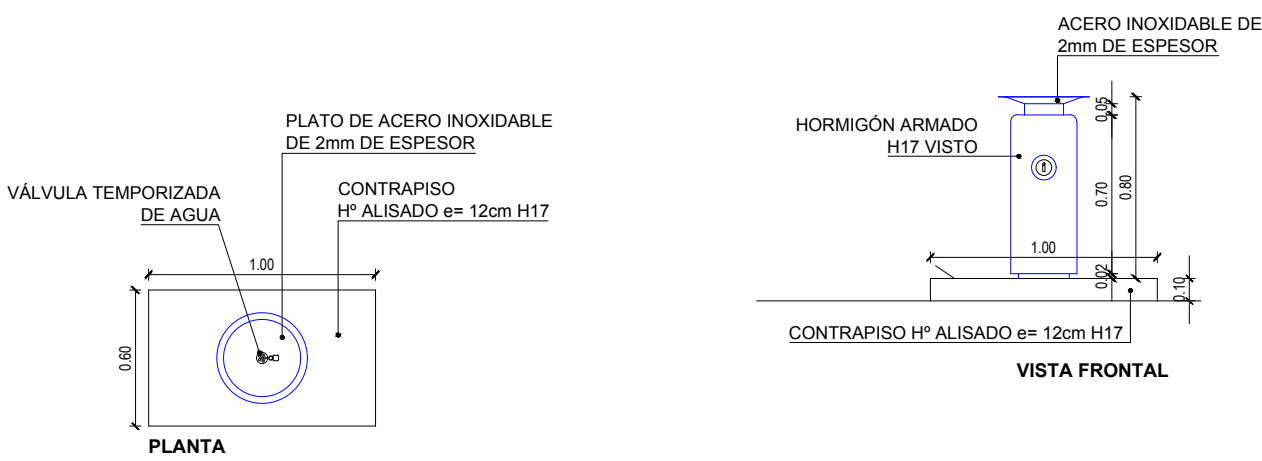 PLATO DE ACERO INOXIDABLE
DE 2mm DE ESPESOR
VÁLVULA TEMPORIZADA
DE AGUA
CONTRAPISO
Hº ALISADO e= 12cm H17
1.00
0.60
PLANTA
ACERO INOXIDABLE DE
2mm DE ESPESOR
HORMIGÓN ARMADO
H17 VISTO
0.05
0.70
0.80
1.00
0.02
0.10
CONTRAPISO Hº ALISADO e= 12cm H17
VISTA FRONTAL